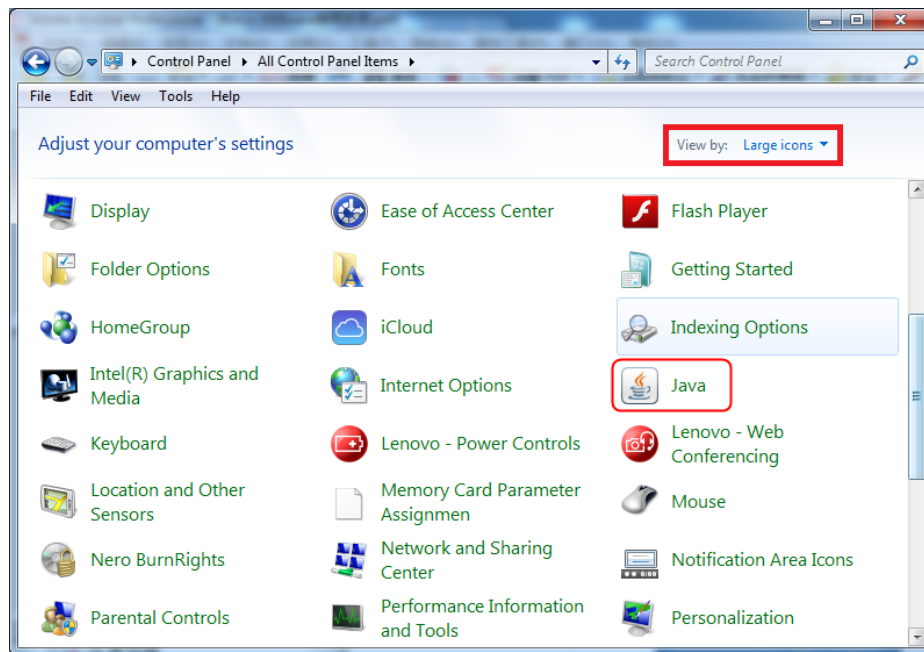 Control Panel ▸ All Control Panel Items ▸ Search Control Panel
File Edit View Tools Help
Adjust your computer's settings
View by: Large icons
Display
Ease of Access Center
Flash Player
Folder Options
Fonts
Getting Started
HomeGroup
iCloud
Indexing Options
Intel(R) Graphics and
Media
Internet Options
Java
Keyboard
Lenovo - Power Controls
Lenovo - Web
Conferencing
Location and Other
Sensors
Memory Card Parameter
Assignmen
Mouse
Nero BurnRights
Network and Sharing
Center
Notification Area Icons
Parental Controls
Performance Information
and Tools
Personalization